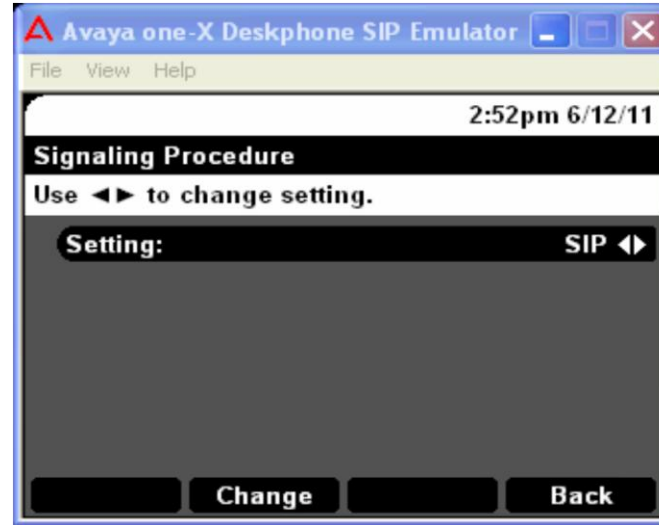 Avaya one-X Deskphone SIP Emulator
File View Help
2:52pm 6/12/11
Signaling Procedure
Use ◄► to change setting.
Setting: SIP ◄►
Change Back